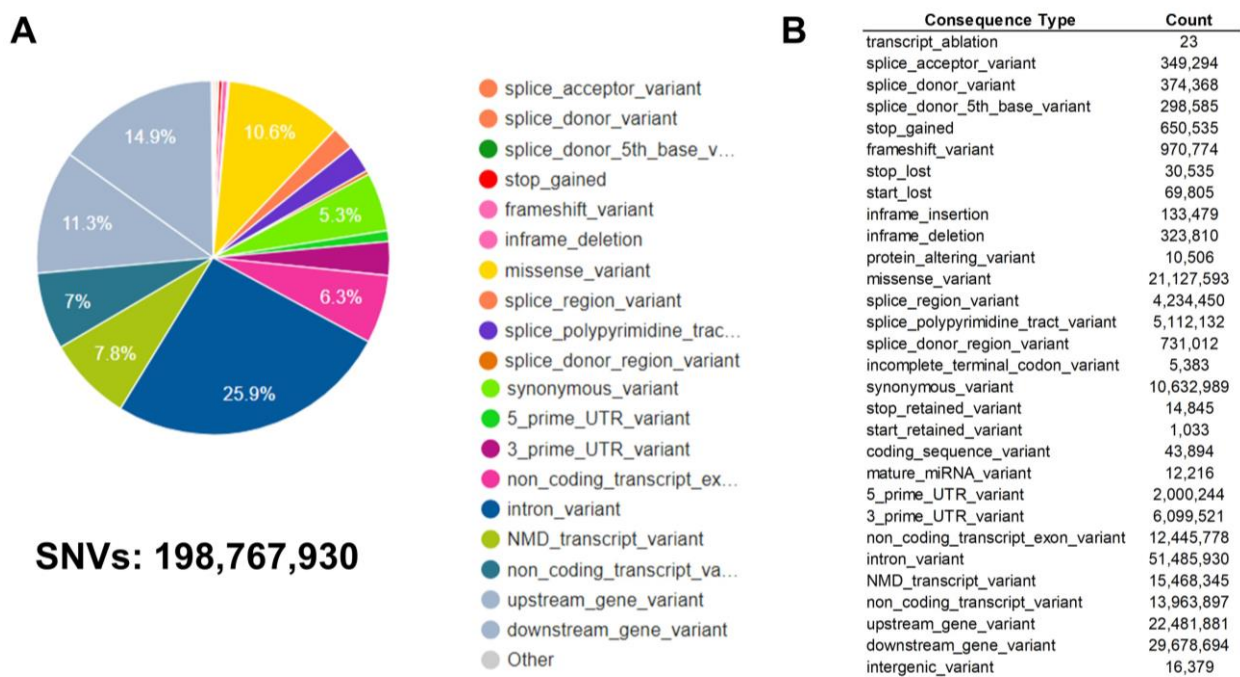 A
14.9%
10.6%
11.3%
5.3%
7%
6.3%
7.8%
25.9%
SNVs: 198,767,930
splice_acceptor_variant
splice_donor_variant
splice_donor_5th_base_v...
stop_gained
frameshift_variant
inframe_deletion
missense_variant
splice_region_variant
splice_polypyrimidine_trac...
splice_donor_region_variant
synonymous_variant
5_prime_UTR_variant
3_prime_UTR_variant
non_coding_transcript_ex...
intron_variant
NMD_transcript_variant
non_coding_transcript_va...
upstream_gene_variant
downstream_gene_variant
Other
B
Consequence Type Count
transcript_ablation 23
splice_acceptor_variant 349,294
splice_donor_variant 374,368
splice_donor_5th_base_variant 298,585
stop_gained 650,535
frameshift_variant 970,774
stop_lost 30,535
start_lost 69,805
inframe_insertion 133,479
inframe_deletion 323,810
protein_altering_variant 10,506
missense_variant 21,127,593
splice_region_variant 4,234,450
splice_polypyrimidine_tract_variant 5,112,132
splice_donor_region_variant 731,012
incomplete_terminal_codon_variant 5,383
synonymous_variant 10,632,989
stop_retained_variant 14,845
start_retained_variant 1,033
coding_sequence_variant 43,894
mature_miRNA_variant 12,216
5_prime_UTR_variant 2,000,244
3_prime_UTR_variant 6,099,521
non_coding_transcript_exon_variant 12,445,778
intron_variant 51,485,930
NMD_transcript_variant 15,468,345
non_coding_transcript_variant 13,963,897
upstream_gene_variant 22,481,881
downstream_gene_variant 29,678,694
intergenic_variant 16,379